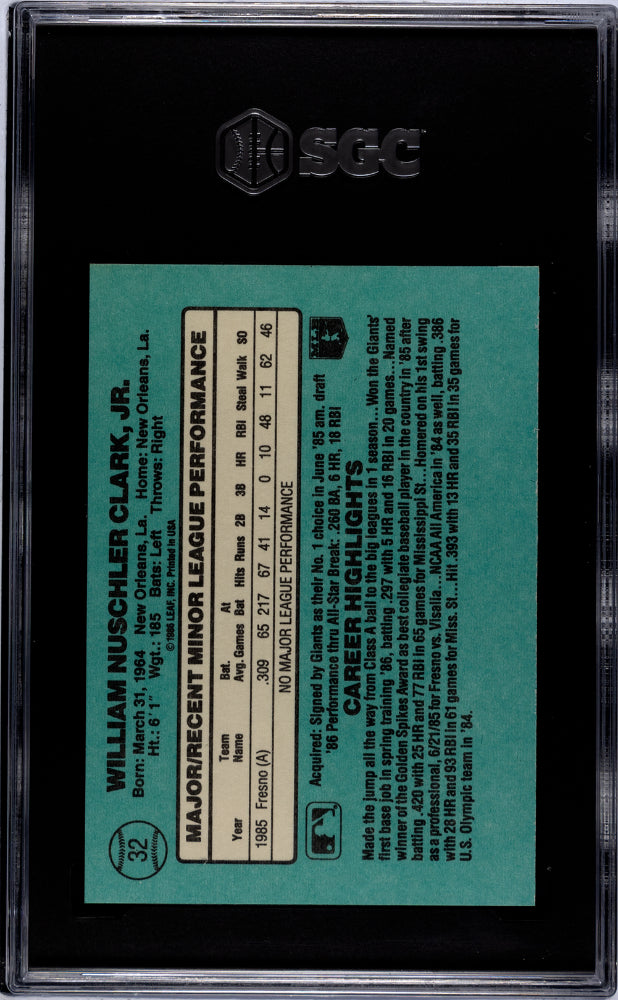 SGC
32
WILLIAM NUSCHLER CLARK, JR.
Born: March 31, 1964 New Orleans, La. Home: New Orleans, La.
Ht.: 6'1" Wgt.: 185 Bats: Left Throws: Right
©1986 LEAF, INC. Printed in USA
MAJOR/RECENT MINOR LEAGUE PERFORMANCE
Year Team Name Bat. Avg. Games At Bat Hits Runs 2B 3B HR RBI Steal Walk SO
1985 Fresno (A) .309 65 217 67 41 14 0 10 48 11 62 46
NO MAJOR LEAGUE PERFORMANCE
Acquired: Signed by Giants as their No. 1 choice in June '85 am. draft
'86 Performance thru All-Star Break: .260 BA, 6 HR, 18 RBI
CAREER HIGHLIGHTS
Made the jump all the way from Class A ball to the big leagues in 1 season...Won the Giants'
first base job in spring training '86, batting .297 with 5 HR and 16 RBI in 20 games...Named
winner of the Golden Spikes Award as best collegiate baseball player in the country in '85 after
batting .420 with 25 HR and 77 RBI in 65 games for Mississippi St...Homered on his 1st swing
as a professional, 6/21/85 for Fresno vs. Visalia...NCAA All America in '84 as well, batting .386
with 28 HR and 93 RBI in 61 games for Miss. St...Hit .393 with 13 HR and 35 RBI in 35 games for
U.S. Olympic team in '84.